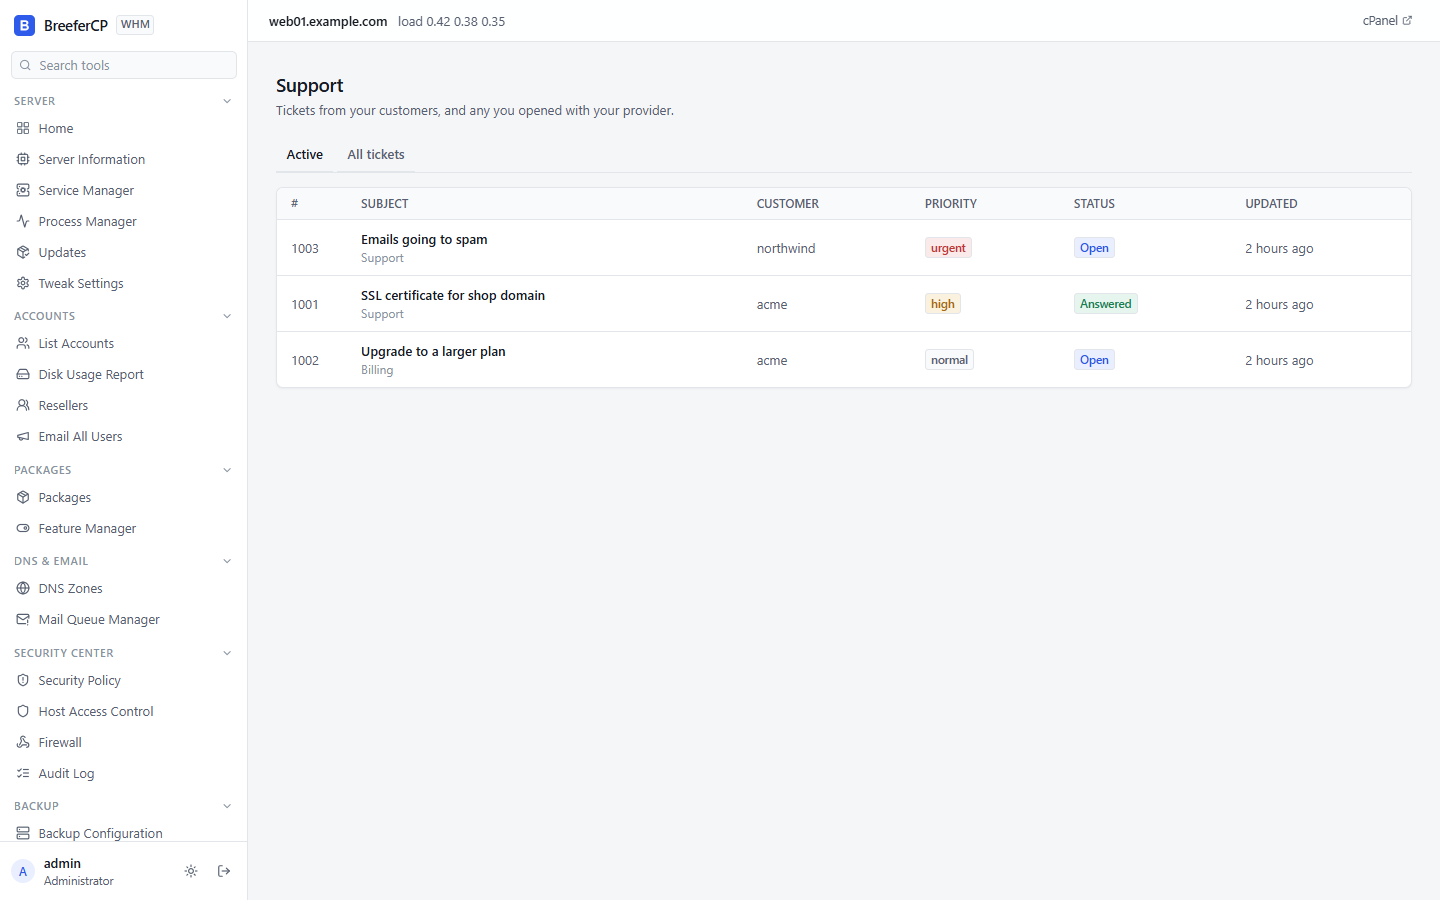 B BreeferCP WHM
web01.example.com load 0.42 0.38 0.35
cPanel
Search tools
SERVER
Home
Server Information
Service Manager
Process Manager
Updates
Tweak Settings
ACCOUNTS
List Accounts
Disk Usage Report
Resellers
Email All Users
PACKAGES
Packages
Feature Manager
DNS & EMAIL
DNS Zones
Mail Queue Manager
SECURITY CENTER
Security Policy
Host Access Control
Firewall
Audit Log
BACKUP
Backup Configuration
A admin
Administrator
Support
Tickets from your customers, and any you opened with your provider.
Active All tickets
# SUBJECT CUSTOMER PRIORITY STATUS UPDATED
1003 Emails going to spam northwind urgent Open 2 hours ago
Support
1001 SSL certificate for shop domain acme high Answered 2 hours ago
Support
1002 Upgrade to a larger plan acme normal Open 2 hours ago
Billing